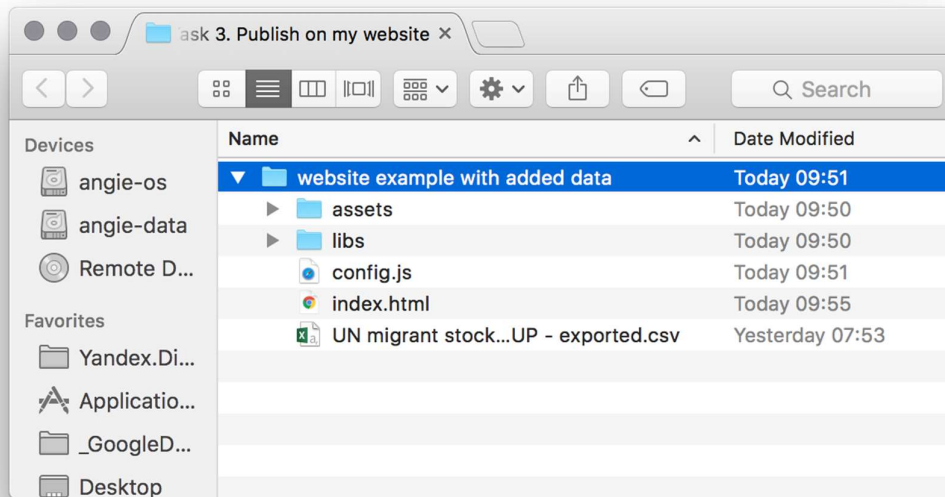 ask 3. Publish on my website
Search
Devices
angie-os
angie-data
Remote D...
Favorites
Yandex.Di...
Applicatio...
_GoogleD...
Desktop
Name Date Modified
website example with added data Today 09:51
assets Today 09:50
libs Today 09:50
config.js Today 09:51
index.html Today 09:55
UN migrant stock...UP - exported.csv Yesterday 07:53